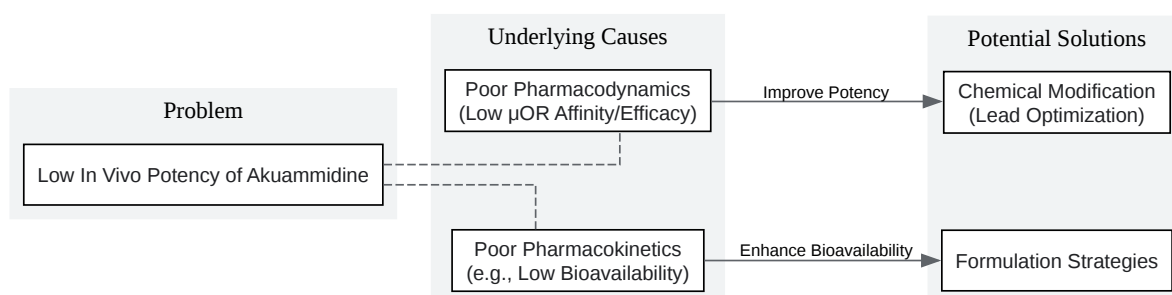 Problem
Low In Vivo Potency of Akuammidine
Underlying Causes
Poor Pharmacodynamics
(Low µOR Affinity/Efficacy)
Poor Pharmacokinetics
(e.g., Low Bioavailability)
Improve Potency
Enhance Bioavailability
Potential Solutions
Chemical Modification
(Lead Optimization)
Formulation Strategies